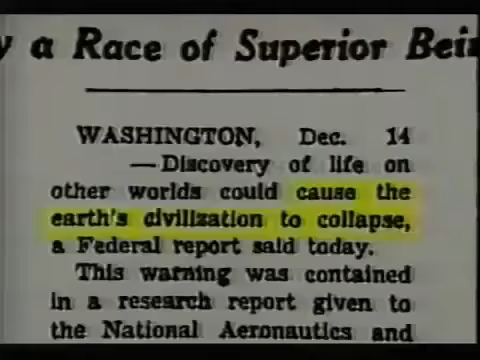 y a Race of Superior Bein
WASHINGTON, Dec. 14
—Discovery of life on
other worlds could cause the
earth's civilization to collapse,
a Federal report said today.
This warning was contained
in a research report given to
the National Aeronautics and